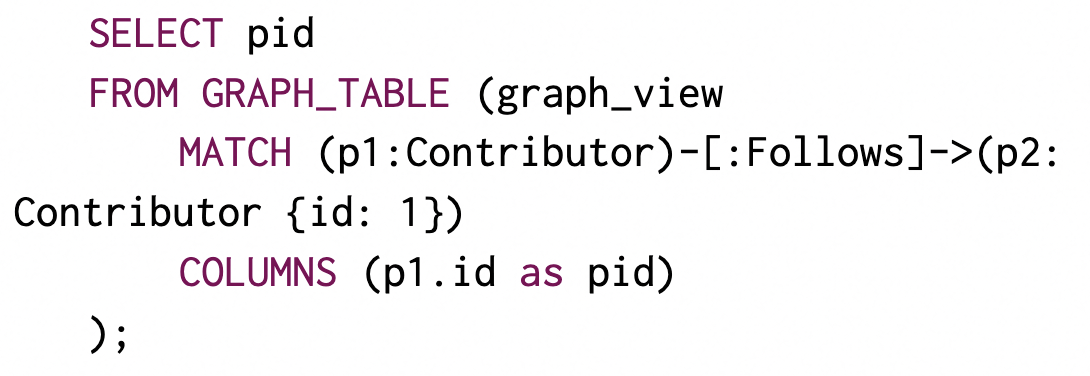 SELECT pid
FROM GRAPH_TABLE (graph_view
MATCH (p1:Contributor)-[:Follows]->(p2:
Contributor {id: 1})
COLUMNS (p1.id as pid)
);